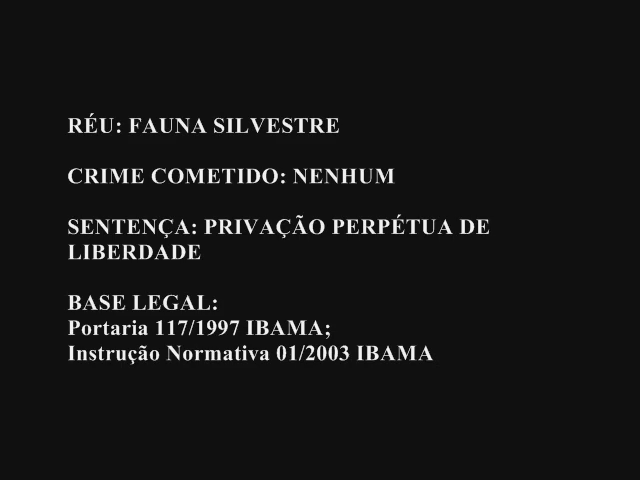 RÉU: FAUNA SILVESTRE
CRIME COMETIDO: NENHUM
SENTENÇA: PRIVAÇÃO PERPÉTUA DE
LIBERDADE
BASE LEGAL:
Portaria 117/1997 IBAMA;
Instrução Normativa 01/2003 IBAMA